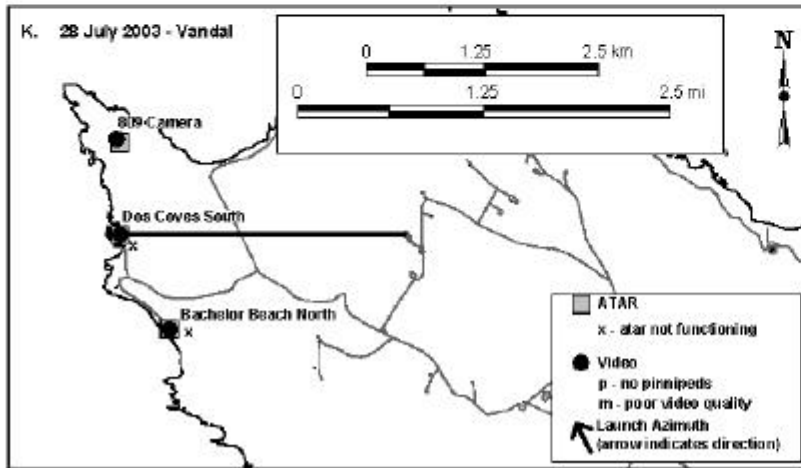 K. 28 July 2003 - Vandal
0 1.25 2.5 km
0 1.25 2.5 mi
N
809 Camera
Dos Coves South
x
Bachelor Beach North
x
ATAR
x - atar not functioning
Video
p - no pinnipeds
m - poor video quality
Launch Azimuth
(arrow indicates direction)